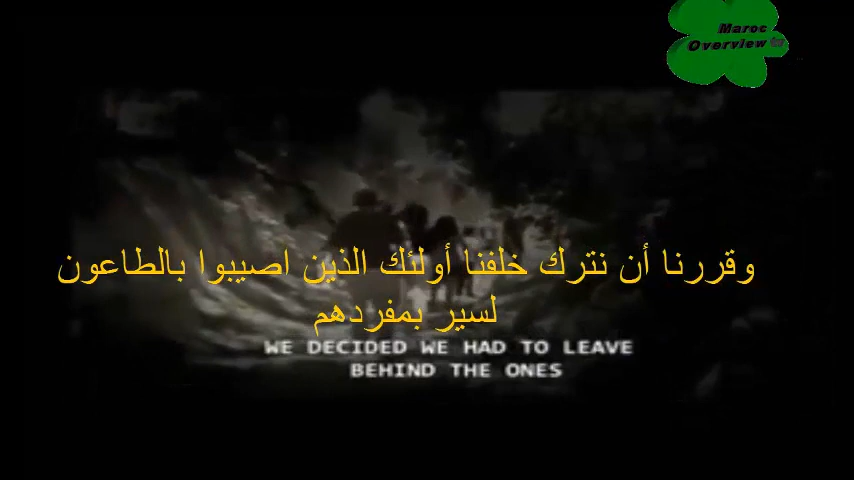 Maroc
Overview
وقررنا أن نترك خلفنا أولئك الذين اصيبوا بالطاعون
لسير بمفردهم
WE DECIDED WE HAD TO LEAVE
BEHIND THE ONES